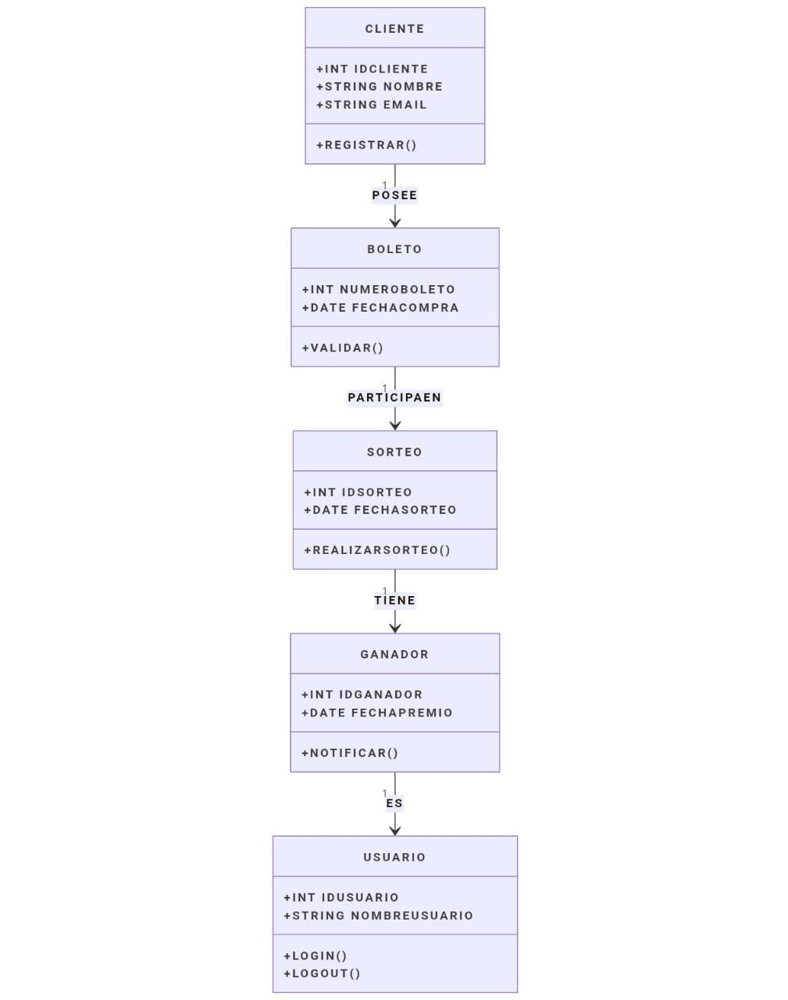 CLIENTE
+INT IDCLIENTE
+STRING NOMBRE
+STRING EMAIL
+REGISTRAR()
1
POSEE
BOLETO
+INT NUMEROBOLETO
+DATE FECHACOMPRA
+VALIDAR()
1
PARTICIPAEN
SORTEO
+INT IDSORTEO
+DATE FECHASORTEO
+REALIZARSORTEO()
1
TIENE
GANADOR
+INT IDGANADOR
+DATE FECHAPREMIO
+NOTIFICAR()
1
ES
USUARIO
+INT IDUSUARIO
+STRING NOMBREUSUARIO
+LOGIN()
+LOGOUT()